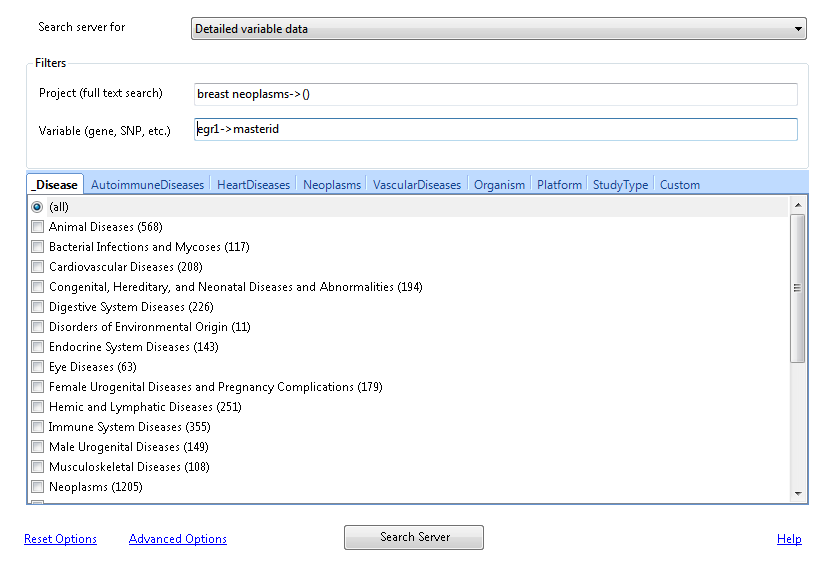 Search server for Detailed variable data
Filters
Project (full text search) breast neoplasms->()
Variable (gene, SNP, etc.) egr1->masterid
_Disease AutoimmuneDiseases HeartDiseases Neoplasms VascularDiseases Organism Platform StudyType Custom
(all)
Animal Diseases (568)
Bacterial Infections and Mycoses (117)
Cardiovascular Diseases (208)
Congenital, Hereditary, and Neonatal Diseases and Abnormalities (194)
Digestive System Diseases (226)
Disorders of Environmental Origin (11)
Endocrine System Diseases (143)
Eye Diseases (63)
Female Urogenital Diseases and Pregnancy Complications (179)
Hemic and Lymphatic Diseases (251)
Immune System Diseases (355)
Male Urogenital Diseases (149)
Musculoskeletal Diseases (108)
Neoplasms (1205)
Reset Options Advanced Options Search Server Help